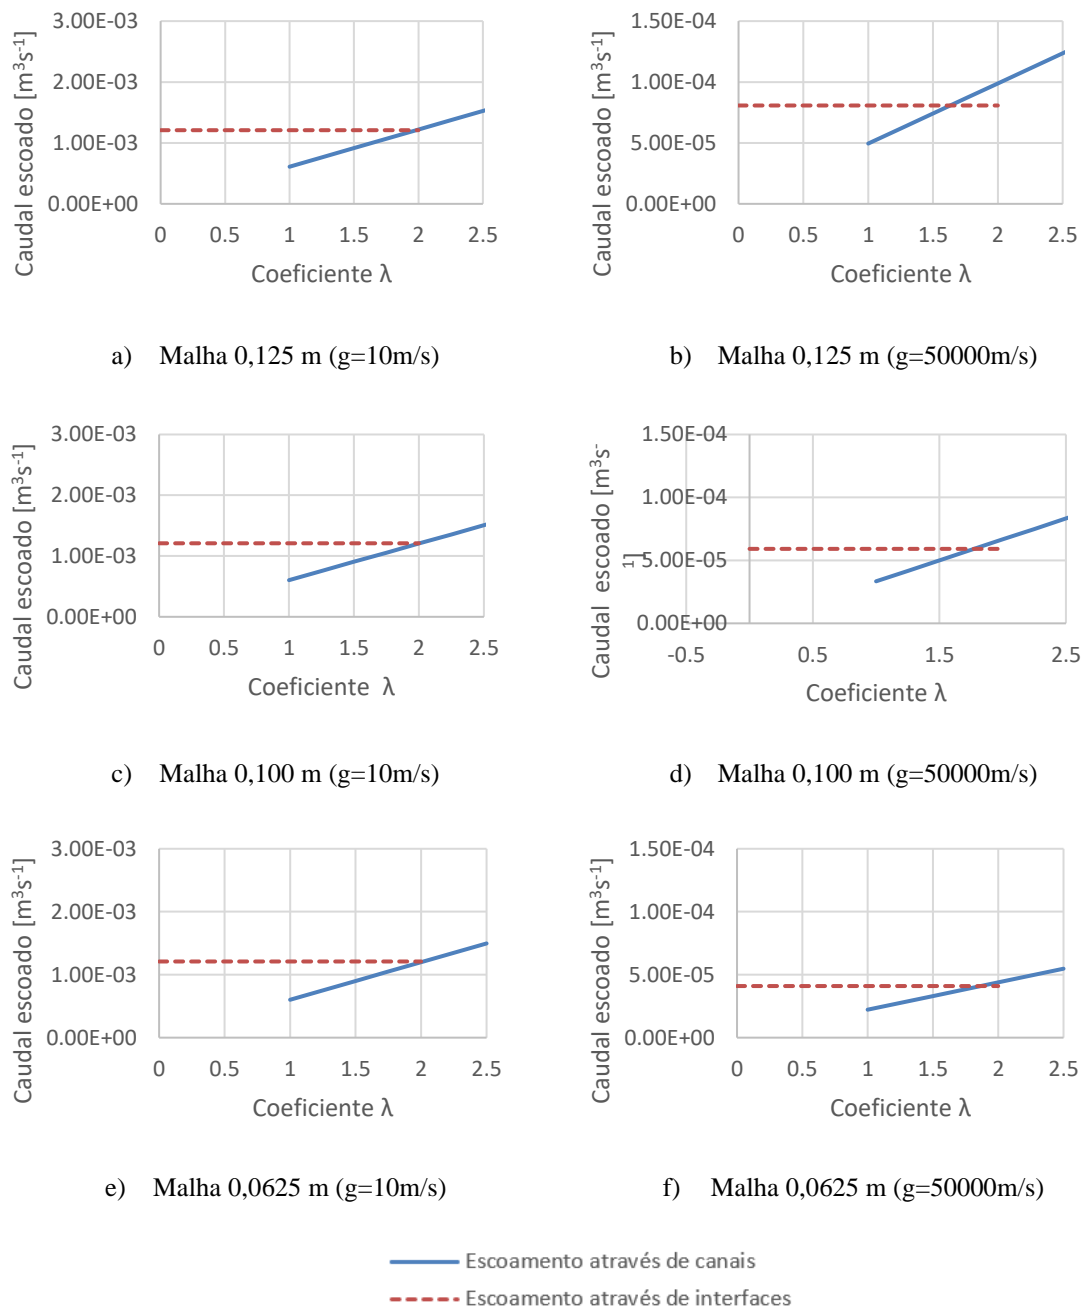 3.00E-03
2.00E-03
1.00E-03
0.00E+00
0 0.5 1 1.5 2 2.5
Caudal escoado [m³s⁻¹]
Coeficiente λ
a) Malha 0,125 m (g=10m/s)
1.50E-04
1.00E-04
5.00E-05
0.00E+00
0 0.5 1 1.5 2 2.5
Caudal escoado [m³s⁻¹]
Coeficiente λ
b) Malha 0,125 m (g=50000m/s)
3.00E-03
2.00E-03
1.00E-03
0.00E+00
0 0.5 1 1.5 2 2.5
Caudal escoado [m³s⁻¹]
Coeficiente λ
c) Malha 0,100 m (g=10m/s)
1.50E-04
1.00E-04
5.00E-05
0.00E+00
-0.5 0.5 1.5 2.5
Caudal escoado [m³s⁻
¹]
Coeficiente λ
d) Malha 0,100 m (g=50000m/s)
3.00E-03
2.00E-03
1.00E-03
0.00E+00
0 0.5 1 1.5 2 2.5
Caudal escoado [m³s⁻¹]
Coeficiente λ
e) Malha 0,0625 m (g=10m/s)
1.50E-04
1.00E-04
5.00E-05
0.00E+00
0 0.5 1 1.5 2 2.5
Caudal escoado [m³s⁻¹]
Coeficiente λ
f) Malha 0,0625 m (g=50000m/s)
Escoamento através de canais
Escoamento através de interfaces